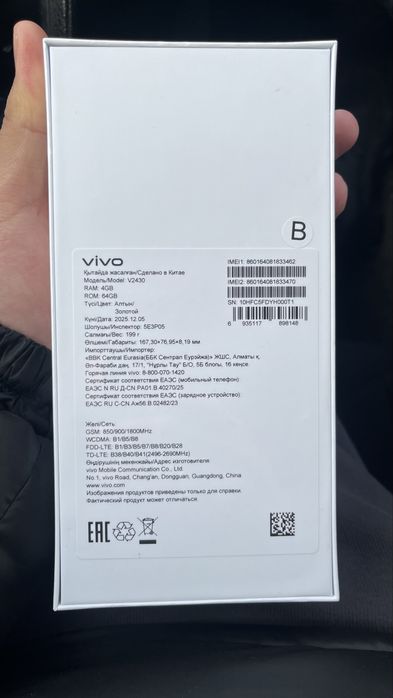 B
vivo
Қытайда жасалған/Сделано в Китае
Модель/Model: V2430
RAM: 4GB
ROM: 64GB
Түсі/Цвет: Алтын/
Золотой
Күні/Дата: 2025.12.05
Шолушы/Инспектор: 5E3P05
Салмағы/Вес: 199 г
Өлшемі/Габариты: 167,30×76,95×8,19 мм
Импорттаушы/Импортер:
«BBK Central Eurasia(ББК Сентрал Еурэжйа)» ЖШС, Алматы қ.
Әл-Фараби даң. 17/1, "Нұрлы Тау" Б/О, 5Б блогы, 16 кеңсе.
Горячая линия vivo: 8-800-070-1420
Сертификат соответствия ЕАЭС (мобильный телефон):
ЕАЭС N RU Д-CN.РА01.В.40270/25
Сертификат соответствия ЕАЭС (зарядное устройство):
ЕАЭС RU С-CN.Аж56.В.02482/23
IMEI1: 860164081833462
IMEI2: 860164081833470
SN: 10HFC5FDYH000T1
6 935117 898148
Желі/Сеть:
GSM: 850/900/1800MHz
WCDMA: B1/B5/B8
FDD-LTE: B1/B3/B5/B7/B8/B20/B28
TD-LTE: B38/B40/B41(2496-2690MHz)
Өндірушінің мекенжайы/Адрес изготовителя
vivo Mobile Communication Co., Ltd.
No.1, vivo Road, Chang'an, Dongguan, Guangdong, China
www.vivo.com
Изображения продуктов приведены только для справки.
Фактический продукт может отличаться.
EAC